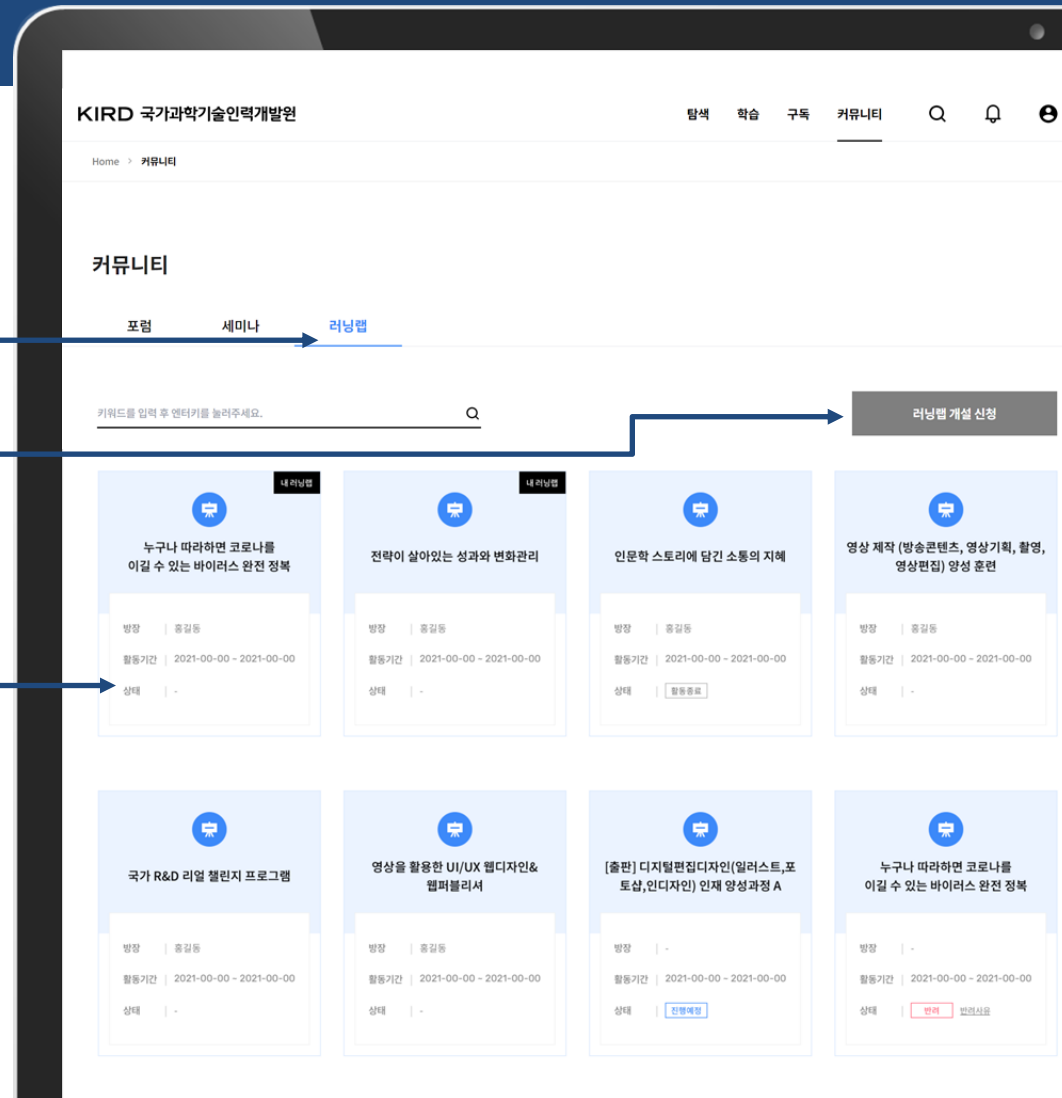 KIRD 국가과학기술인력개발원
탐색 학습 구독 커뮤니티
Home > 커뮤니티
커뮤니티
포럼 세미나 러닝랩
키워드를 입력 후 엔터키를 눌러주세요.
러닝랩 개설 신청
내 러닝랩
누구나 따라하면 코로나를
이길 수 있는 바이러스 완전 정복
방장 | 홍길동
활동기간 | 2021-00-00 ~ 2021-00-00
상태 | -
내 러닝랩
전략이 살아있는 성과와 변화관리
방장 | 홍길동
활동기간 | 2021-00-00 ~ 2021-00-00
상태 | -
인문학 스토리에 담긴 소통의 지혜
방장 | 홍길동
활동기간 | 2021-00-00 ~ 2021-00-00
상태 | 활동종료
영상 제작 (방송콘텐츠, 영상기획, 촬영,
영상편집) 양성 훈련
방장 | 홍길동
활동기간 | 2021-00-00 ~ 2021-00-00
상태 | -
국가 R&D 리얼 챌린지 프로그램
방장 | 홍길동
활동기간 | 2021-00-00 ~ 2021-00-00
상태 | -
영상을 활용한 UI/UX 웹디자인&
웹퍼블리셔
방장 | 홍길동
활동기간 | 2021-00-00 ~ 2021-00-00
상태 | -
[출판] 디지털편집디자인(일러스트,포
토샵,인디자인) 인재 양성과정 A
방장 | -
활동기간 | 2021-00-00 ~ 2021-00-00
상태 | 진행예정
누구나 따라하면 코로나를
이길 수 있는 바이러스 완전 정복
방장 | -
활동기간 | 2021-00-00 ~ 2021-00-00
상태 | 반려 반려사유